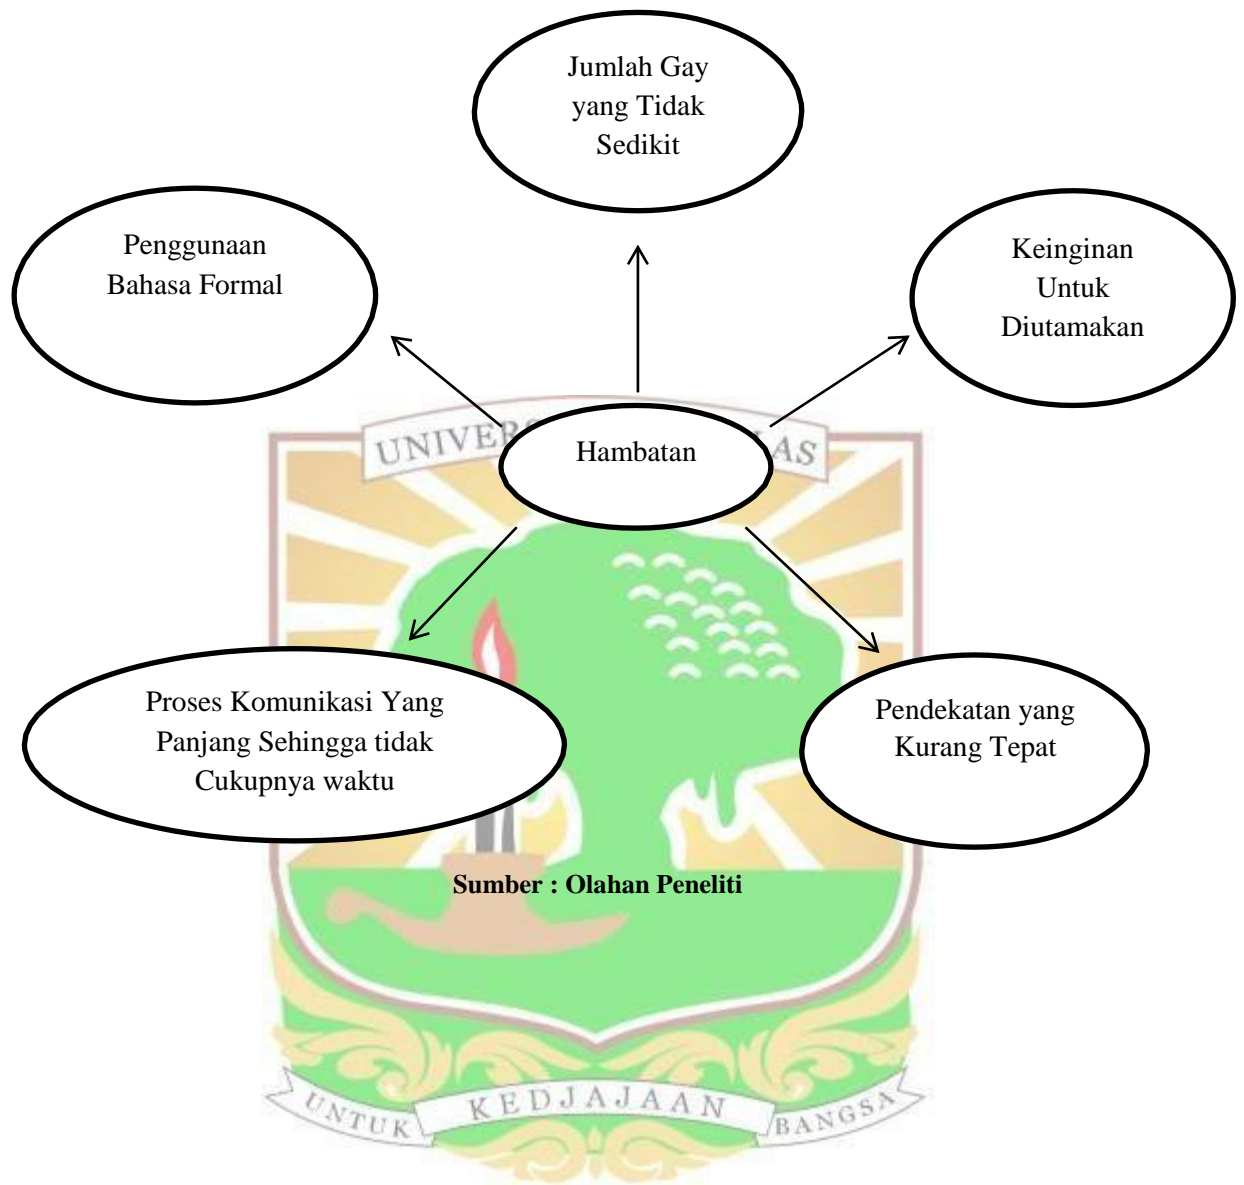 Jumlah Gay
yang Tidak
Sedikit
Penggunaan
Bahasa Formal
Keinginan
Untuk
Diutamakan
Hambatan
Proses Komunikasi Yang
Panjang Sehingga tidak
Cukupnya waktu
Pendekatan yang
Kurang Tepat
Sumber : Olahan Peneliti
UNTUK KEDJAJAAN BANGSA